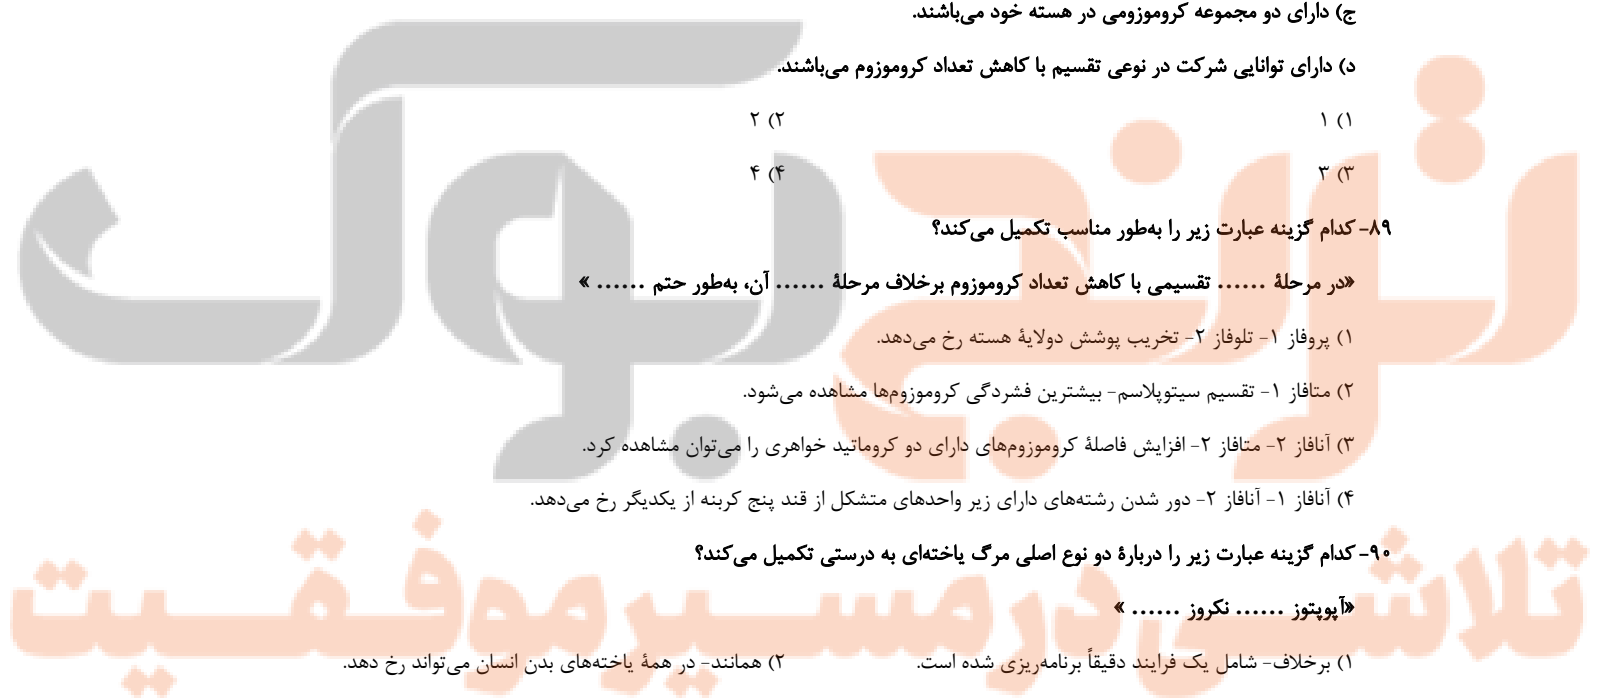 ج) دارای دو مجموعه کروموزومی در هسته خود می‌باشند.
د) دارای توانایی شرکت در نوعی تقسیم با کاهش تعداد کروموزوم می‌باشند.
۱) ۱ ۲) ۲
۳) ۳ ۴) ۴
۸۹- کدام گزینه عبارت زیر را به‌طور مناسب تکمیل می‌کند؟
«در مرحلهٔ ...... تقسیمی با کاهش تعداد کروموزوم برخلاف مرحلهٔ ...... آن، به‌طور حتم ...... »
۱) پروفاز ۱- تلوفاز ۲- تخریب پوشش دولایهٔ هسته رخ می‌دهد.
۲) متافاز ۱- تقسیم سیتوپلاسم- بیشترین فشردگی کروموزوم‌ها مشاهده می‌شود.
۳) آنافاز ۲- متافاز ۲- افزایش فاصلهٔ کروموزوم‌های دارای دو کروماتید خواهری را می‌توان مشاهده کرد.
۴) آنافاز ۱- آنافاز ۲- دور شدن رشته‌های دارای زیر واحدهای متشکل از قند پنج کربنه از یکدیگر رخ می‌دهد.
۹۰- کدام گزینه عبارت زیر را دربارهٔ دو نوع اصلی مرگ یاخته‌ای به درستی تکمیل می‌کند؟
«آپوپتوز ...... نکروز ...... »
۱) برخلاف- شامل یک فرایند دقیقاً برنامه‌ریزی شده است. ۲) همانند- در همهٔ یاخته‌های بدن انسان می‌تواند رخ دهد.
ترنج بوک
تلاشی در مسیر موفقیت